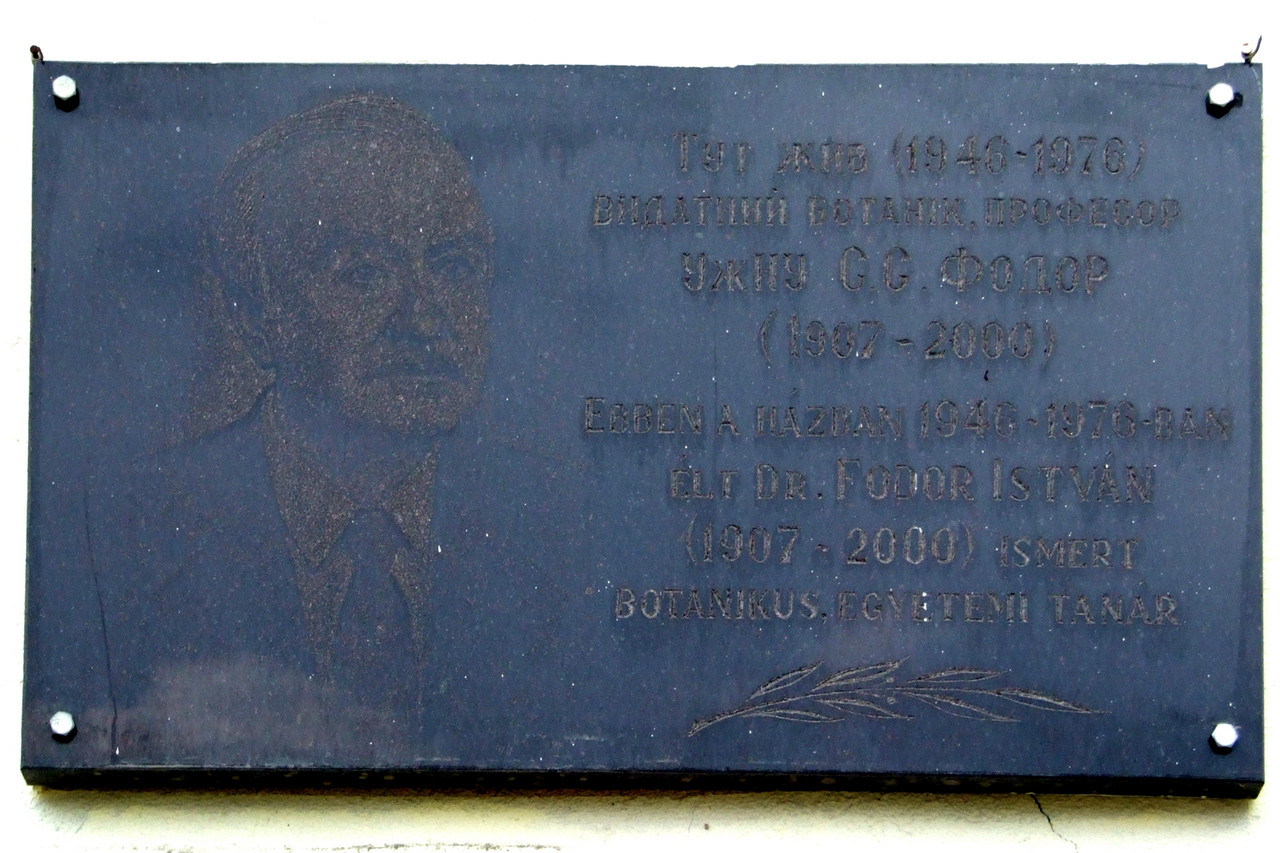 Тут жив (1946-1976)
видатний ботанік, професор
УжНУ С.С. Фодор
(1907 - 2000)
Ebben a házban 1946 - 1976-ban
élt Dr. Fodor István
(1907 - 2000) ismert
botanikus, egyetemi tanár